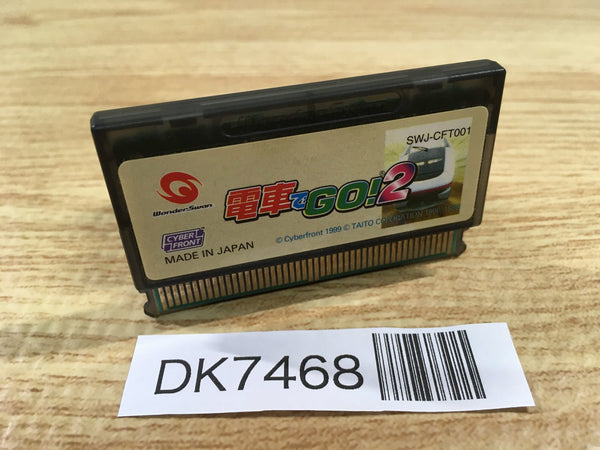 SWJ-CFT001
WonderSwan
電車でGO!2
CYBER
FRONT
© Cyberfront 1999 © TAITO CORPORATION
MADE IN JAPAN
DK7468